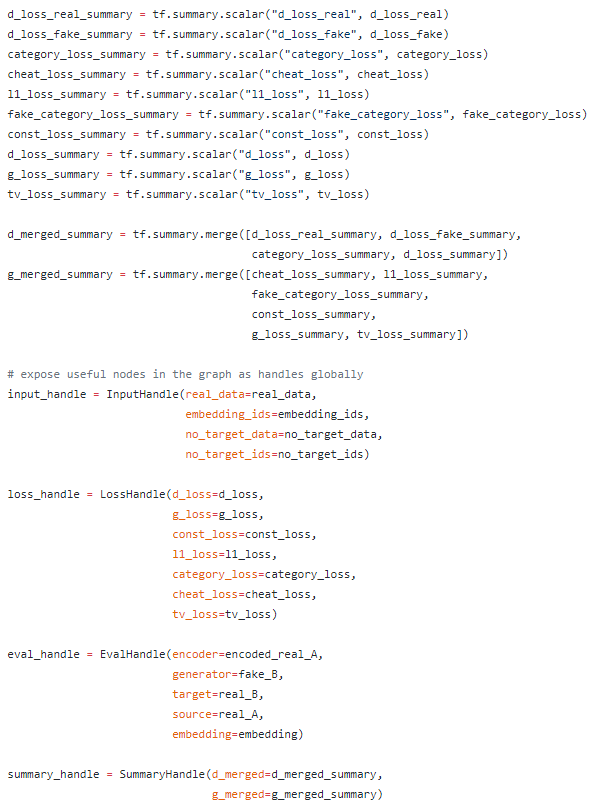 d_loss_real_summary = tf.summary.scalar("d_loss_real", d_loss_real)
d_loss_fake_summary = tf.summary.scalar("d_loss_fake", d_loss_fake)
category_loss_summary = tf.summary.scalar("category_loss", category_loss)
cheat_loss_summary = tf.summary.scalar("cheat_loss", cheat_loss)
l1_loss_summary = tf.summary.scalar("l1_loss", l1_loss)
fake_category_loss_summary = tf.summary.scalar("fake_category_loss", fake_category_loss)
const_loss_summary = tf.summary.scalar("const_loss", const_loss)
d_loss_summary = tf.summary.scalar("d_loss", d_loss)
g_loss_summary = tf.summary.scalar("g_loss", g_loss)
tv_loss_summary = tf.summary.scalar("tv_loss", tv_loss)

d_merged_summary = tf.summary.merge([d_loss_real_summary, d_loss_fake_summary,
                                     category_loss_summary, d_loss_summary])
g_merged_summary = tf.summary.merge([cheat_loss_summary, l1_loss_summary,
                                     fake_category_loss_summary,
                                     const_loss_summary,
                                     g_loss_summary, tv_loss_summary])

# expose useful nodes in the graph as handles globally
input_handle = InputHandle(real_data=real_data,
                           embedding_ids=embedding_ids,
                           no_target_data=no_target_data,
                           no_target_ids=no_target_ids)

loss_handle = LossHandle(d_loss=d_loss,
                         g_loss=g_loss,
                         const_loss=const_loss,
                         l1_loss=l1_loss,
                         category_loss=category_loss,
                         cheat_loss=cheat_loss,
                         tv_loss=tv_loss)

eval_handle = EvalHandle(encoder=encoded_real_A,
                         generator=fake_B,
                         target=real_B,
                         source=real_A,
                         embedding=embedding)

summary_handle = SummaryHandle(d_merged=d_merged_summary,
                               g_merged=g_merged_summary)